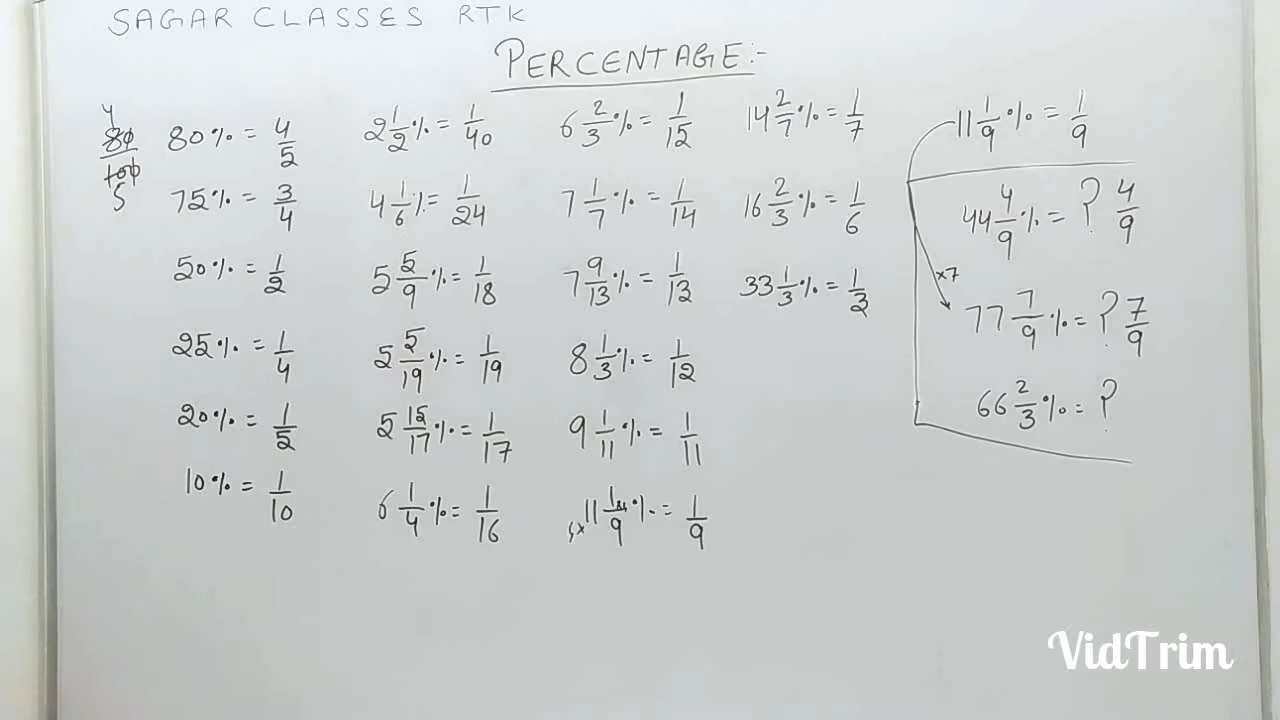 SAGAR CLASSES RTK
PERCENTAGE:-
4
80/100
5
80% = 4/5
75% = 3/4
50% = 1/2
25% = 1/4
20% = 1/5
10% = 1/10
2 1/2% = 1/40
4 1/6% = 1/24
5 5/9% = 1/18
5 5/19% = 1/19
5 15/17% = 1/17
6 1/4% = 1/16
6 2/3% = 1/15
7 1/7% = 1/14
7 9/13% = 1/13
8 1/3% = 1/12
9 1/11% = 1/11
11 1/9% = 1/9
14 2/7% = 1/7
16 2/3% = 1/6
33 1/3% = 1/3
11 1/9% = 1/9
44 4/9% = ? 4/9
×7
77 7/9% = ? 7/9
66 2/3% = ?
VidTrim